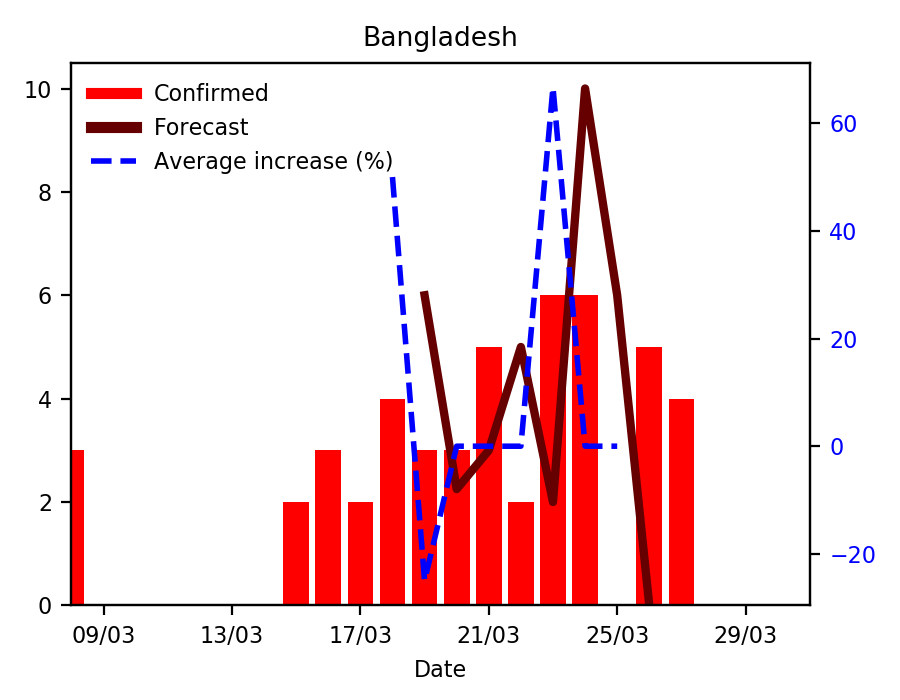 Bangladesh
Confirmed
Forecast
Average increase (%)
10
8
6
4
2
0
60
40
20
0
−20
09/03 13/03 17/03 21/03 25/03 29/03
Date